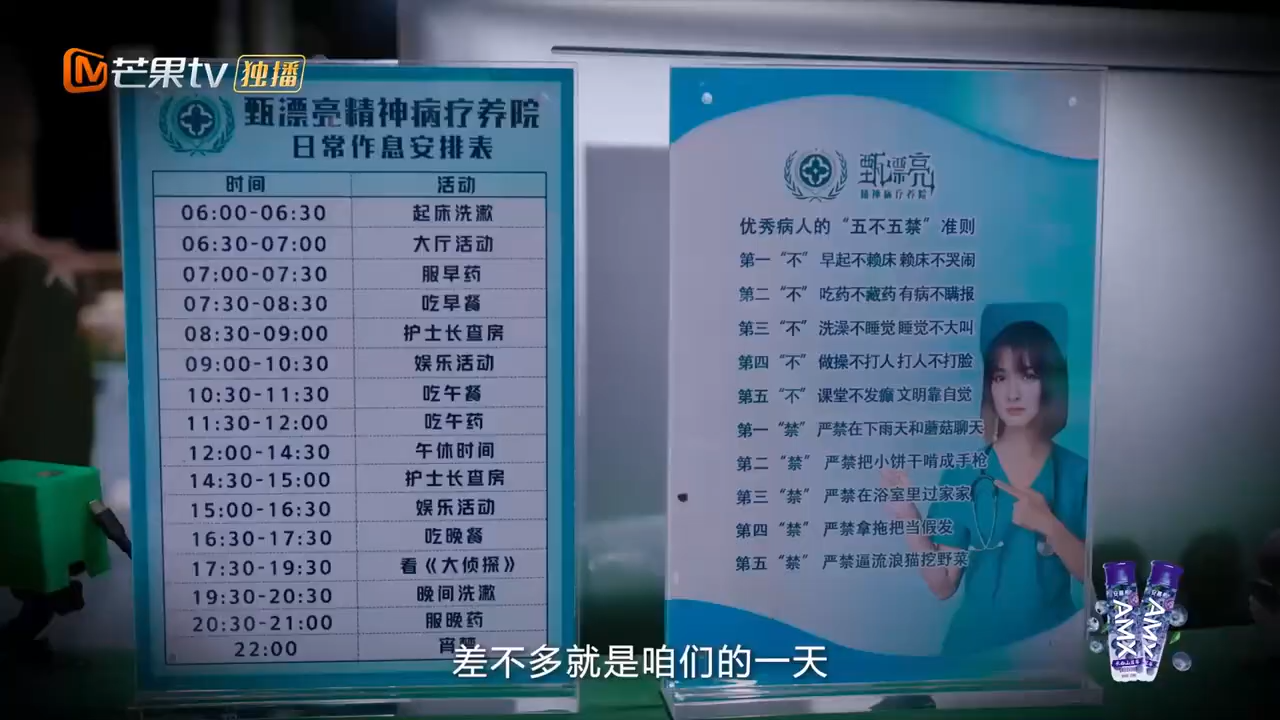 芒果tv 独播
甄漂亮精神病疗养院
日常作息安排表
时间 活动
06:00-06:30 起床洗漱
06:30-07:00 大厅活动
07:00-07:30 服早药
07:30-08:30 吃早餐
08:30-09:00 护士长查房
09:00-10:30 娱乐活动
10:30-11:30 吃午餐
11:30-12:00 吃午药
12:00-14:30 午休时间
14:30-15:00 护士长查房
15:00-16:30 娱乐活动
16:30-17:30 吃晚餐
17:30-19:30 看《大侦探》
19:30-20:30 晚间洗漱
20:30-21:00 服晚药
22:00
甄漂亮
精神病疗养院
优秀病人的“五不五禁”准则
第一“不” 早起不赖床 赖床不哭闹
第二“不” 吃药不藏药 有病不瞒报
第三“不” 洗澡不睡觉 睡觉不大叫
第四“不” 做操不打人 打人不打脸
第五“不” 课堂不发癫 文明靠自觉
第一“禁” 严禁在下雨天和蘑菇聊天
第二“禁” 严禁把小饼干啃成手枪
第三“禁” 严禁在浴室里过家家
第四“禁” 严禁拿拖把当假发
第五“禁” 严禁逼流浪猫挖野菜
差不多就是咱们的一天
AMX
AMX